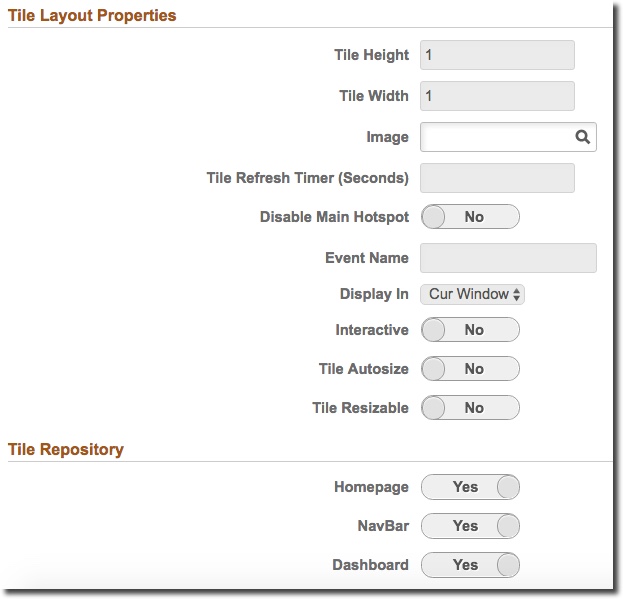 Tile Layout Properties
Tile Height 1
Tile Width 1
Image
Tile Refresh Timer (Seconds)
Disable Main Hotspot No
Event Name
Display In Cur Window
Interactive No
Tile Autosize No
Tile Resizable No
Tile Repository
Homepage Yes
NavBar Yes
Dashboard Yes